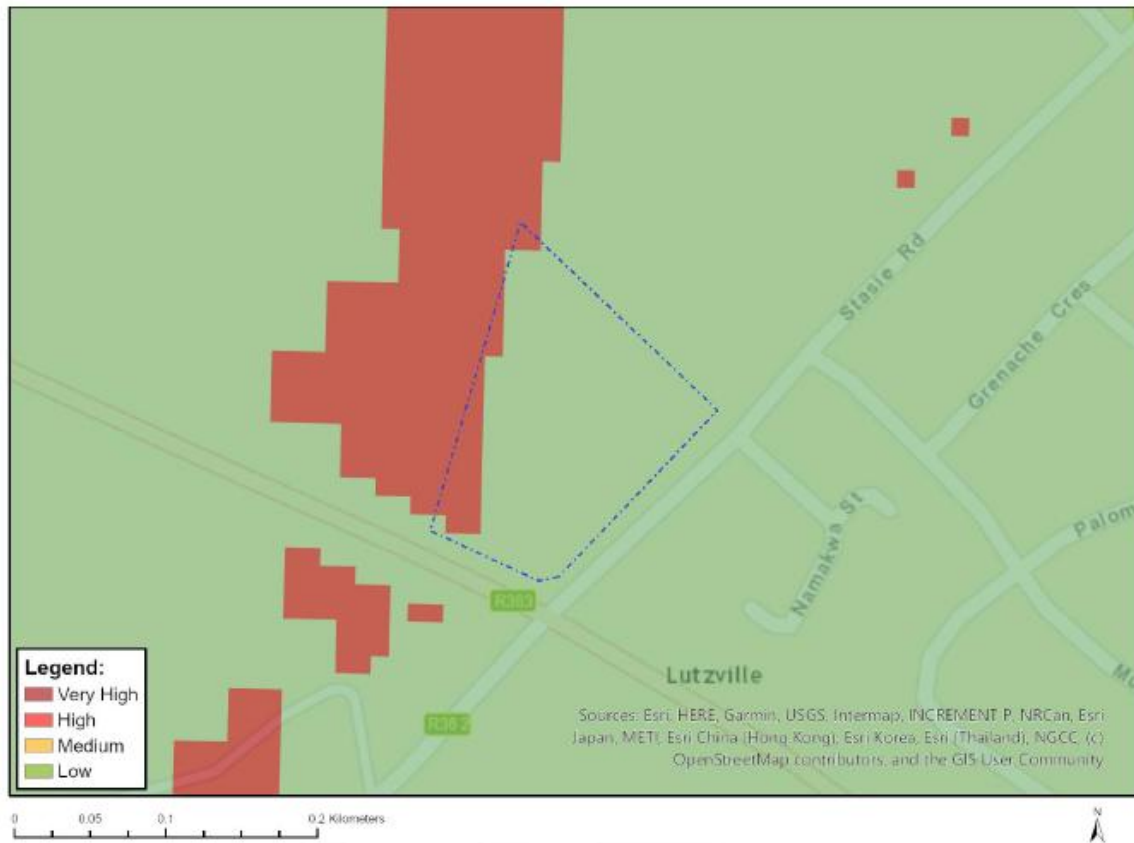 Stasie Rd
Grenache Cres
Namakwa St
Palom
Mu
R363
R362
Lutzville
Legend:
Very High
High
Medium
Low
Sources: Esri, HERE, Garmin, USGS, Intermap, INCREMENT P, NRCan, Esri
Japan, METI, Esri China (Hong Kong), Esri Korea, Esri (Thailand), NGCC, (c)
OpenStreetMap contributors, and the GIS User Community
0 0.05 0.1 0.2 Kilometers
N